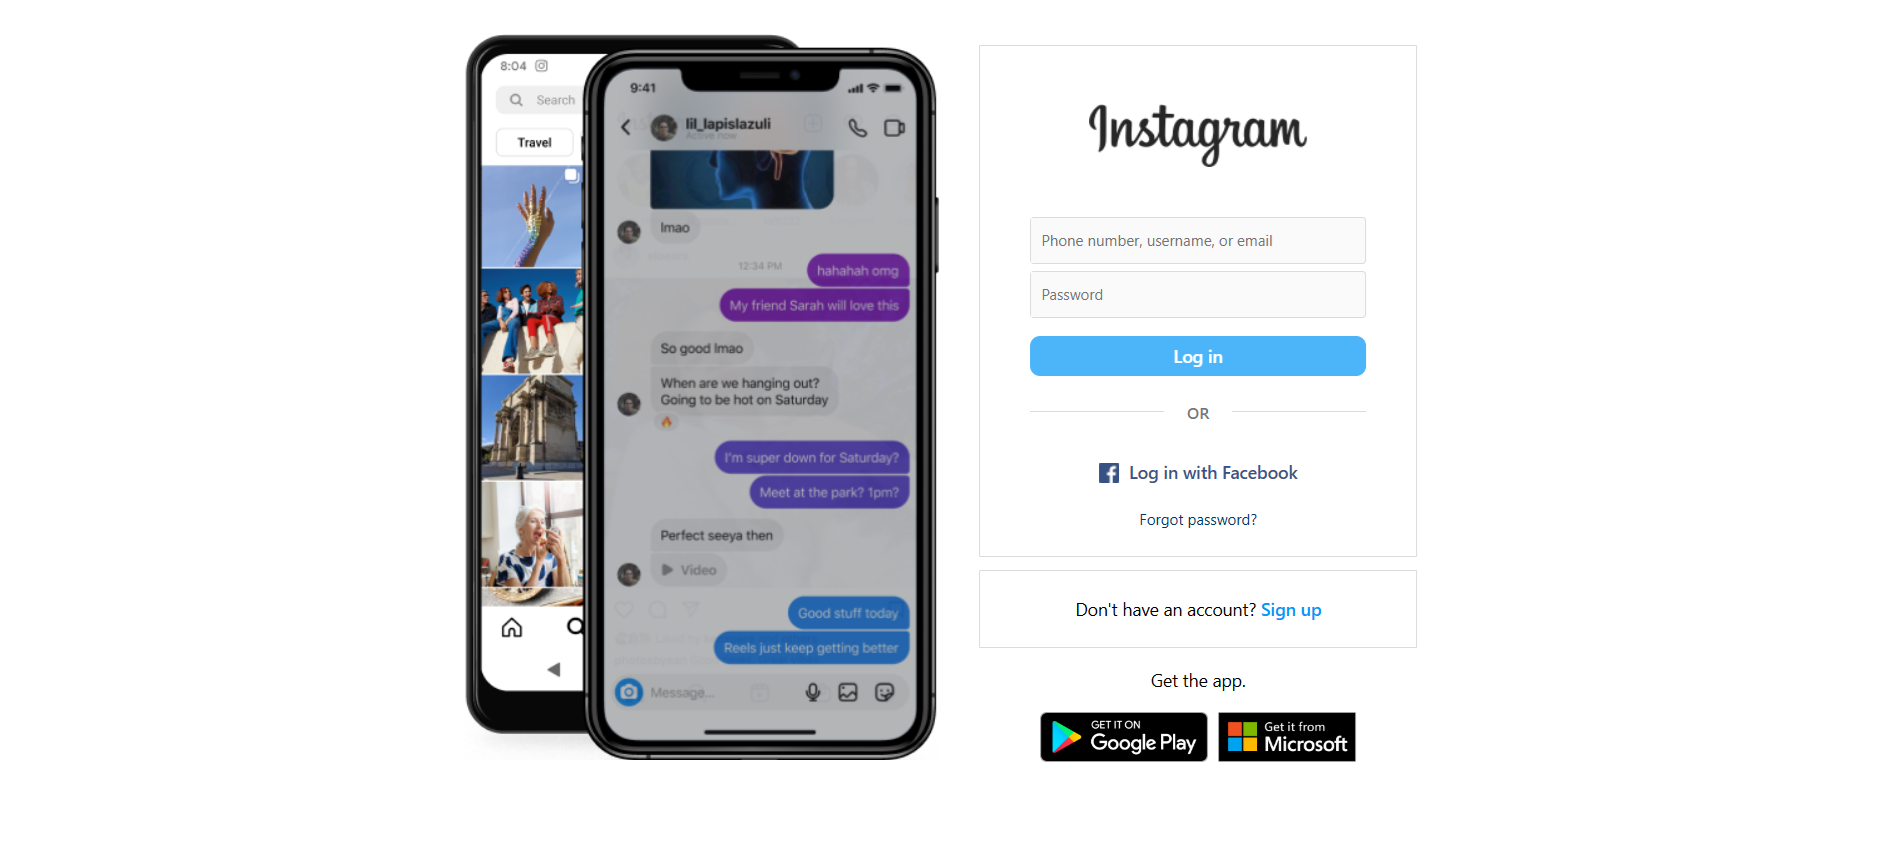 8:04
Search
Travel
9:41
lil_lapislazuli
Active now
lmao
12:34 PM
hahahah omg
My friend Sarah will love this
So good lmao
When are we hanging out?
Going to be hot on Saturday
I'm super down for Saturday?
Meet at the park? 1pm?
Perfect seeya then
Video
Good stuff today
Reels just keep getting better
Message...
Instagram
Phone number, username, or email
Password
Log in
OR
Log in with Facebook
Forgot password?
Don't have an account? Sign up
Get the app.
GET IT ON
Google Play
Get it from
Microsoft